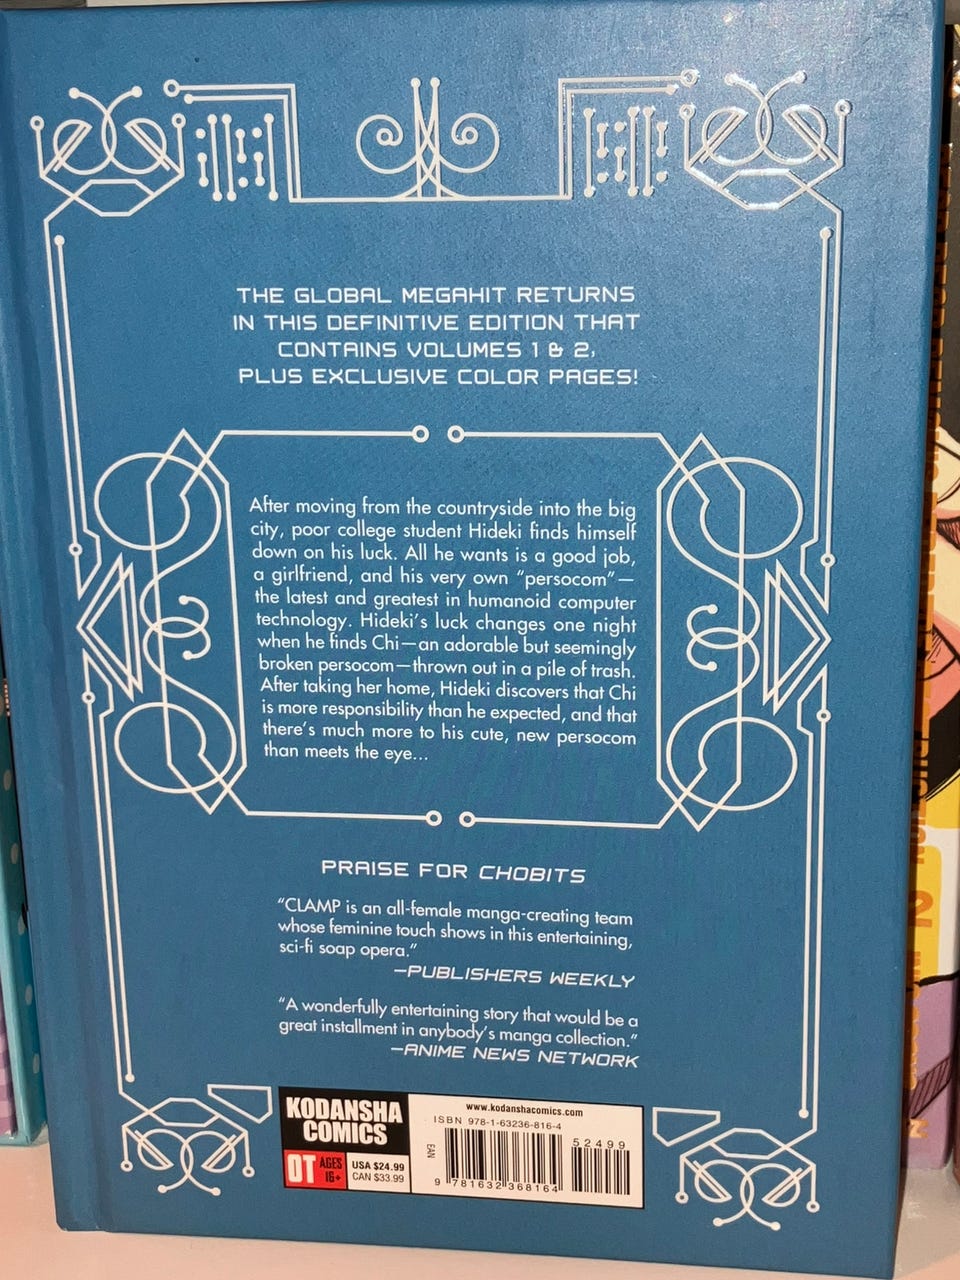 THE GLOBAL MEGAHIT RETURNS
IN THIS DEFINITIVE EDITION THAT
CONTAINS VOLUMES 1 & 2,
PLUS EXCLUSIVE COLOR PAGES!
After moving from the countryside into the big
city, poor college student Hideki finds himself
down on his luck. All he wants is a good job,
a girlfriend, and his very own "persocom"—
the latest and greatest in humanoid computer
technology. Hideki's luck changes one night
when he finds Chi—an adorable but seemingly
broken persocom—thrown out in a pile of trash.
After taking her home, Hideki discovers that Chi
is more responsibility than he expected, and that
there's much more to his cute, new persocom
than meets the eye...
PRAISE FOR CHOBITS
"CLAMP is an all-female manga-creating team
whose feminine touch shows in this entertaining,
sci-fi soap opera."
—PUBLISHERS WEEKLY
"A wonderfully entertaining story that would be a
great installment in anybody's manga collection."
—ANIME NEWS NETWORK
KODANSHA
COMICS
OT AGES
16+
USA $24.99
CAN $33.99
www.kodanshacomics.com
ISBN 978-1-63236-816-4
52499
EAN
9 781632 368164